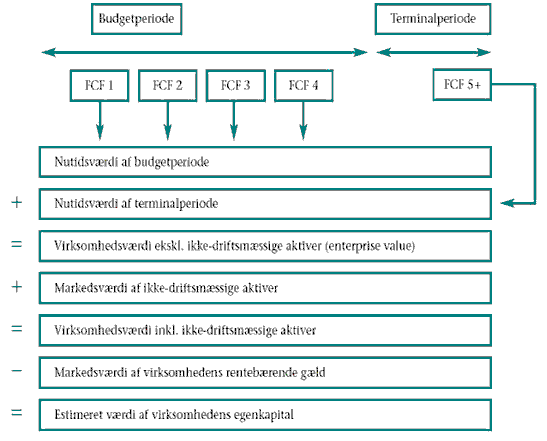 Budgetperiode
Terminalperiode
FCF 1
FCF 2
FCF 3
FCF 4
FCF 5+
Nutidsværdi af budgetperiode
+ Nutidsværdi af terminalperiode
= Virksomhedsværdi ekskl. ikke-driftsmæssige aktiver (enterprise value)
+ Markedsværdi af ikke-driftsmæssige aktiver
= Virksomhedsværdi inkl. ikke-driftsmæssige aktiver
− Markedsværdi af virksomhedens rentebærende gæld
= Estimeret værdi af virksomhedens egenkapital